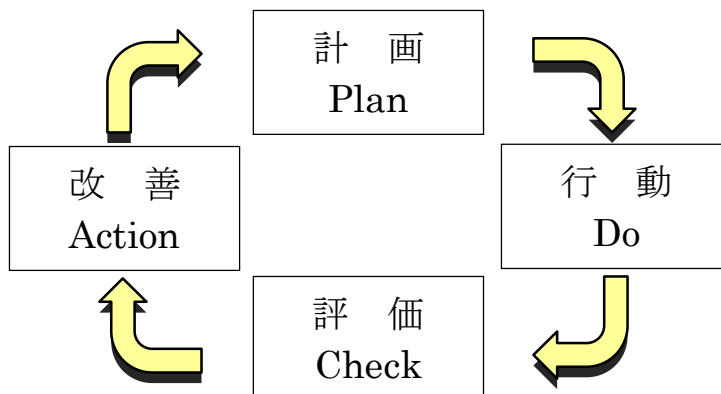 計　画
Plan
行　動
Do
評　価
Check
改　善
Action